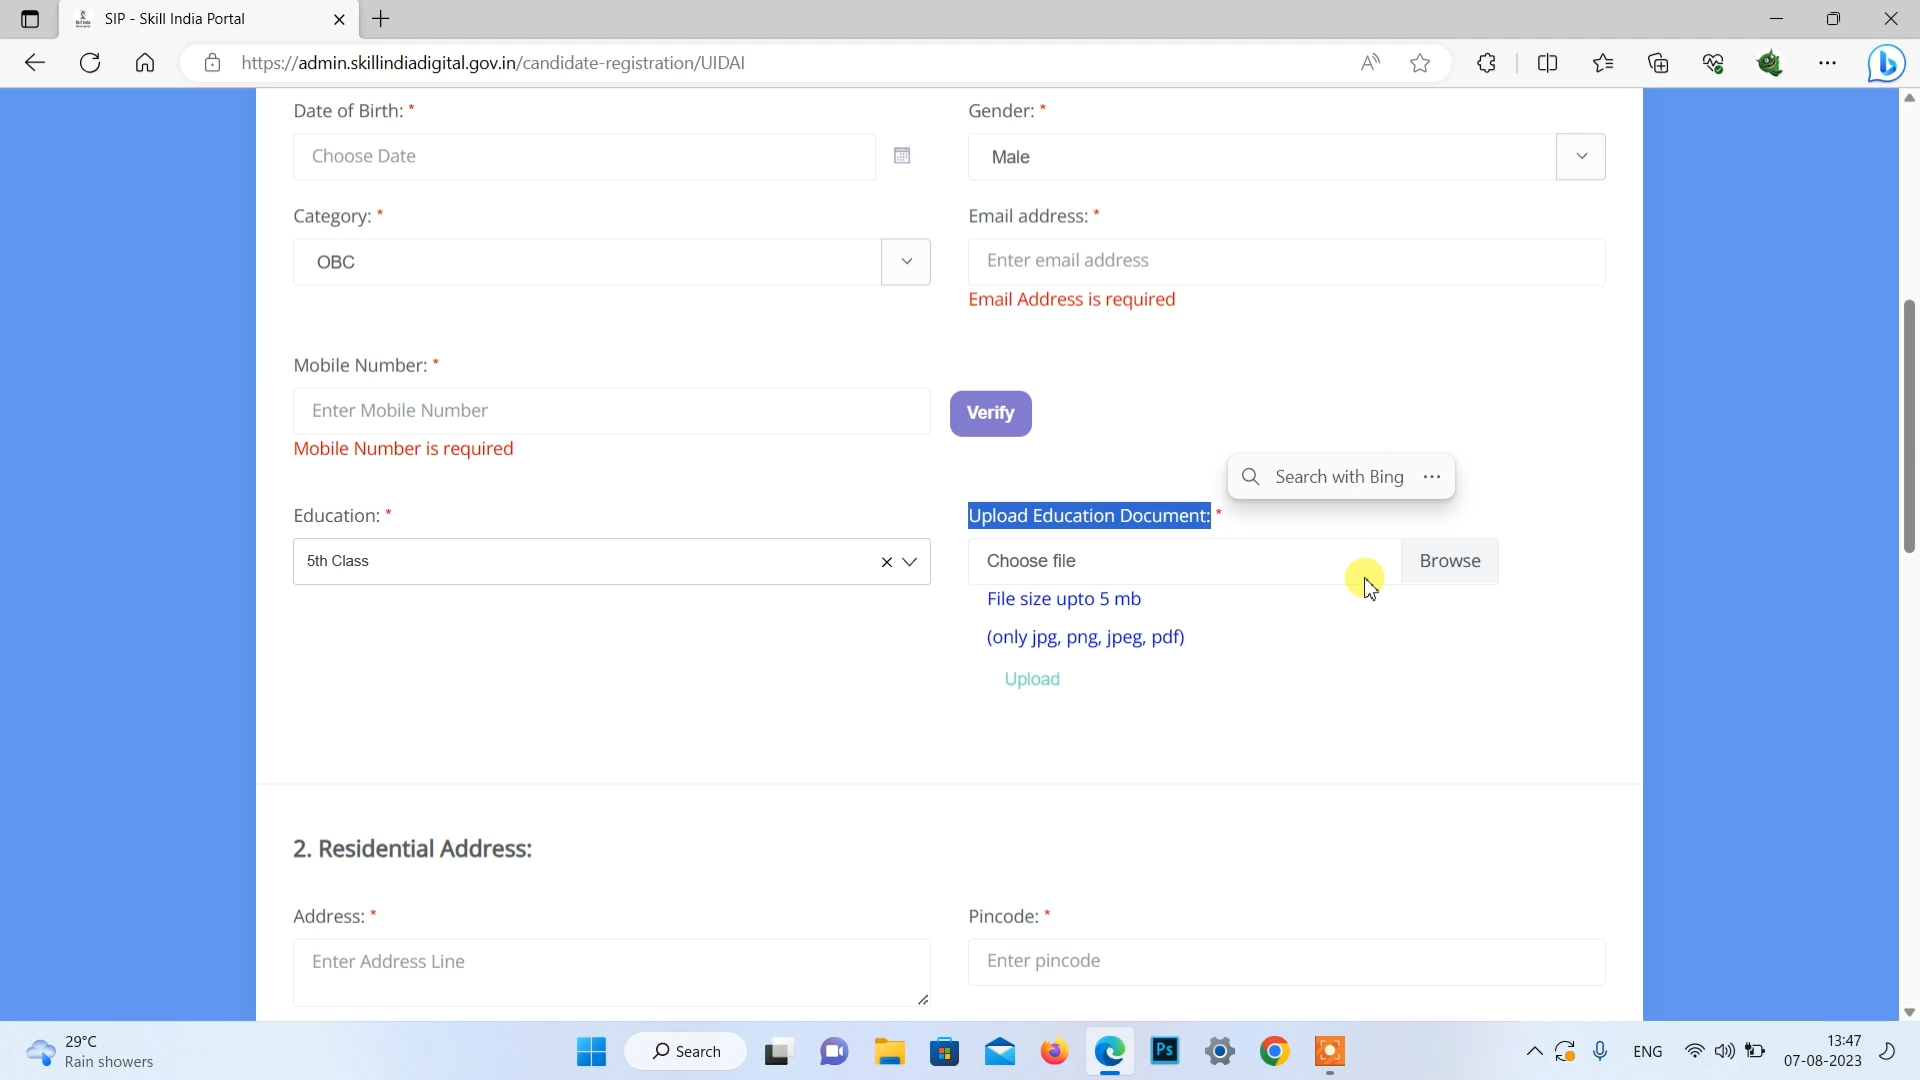 SIP - Skill India Portal
https://admin.skillindiadigital.gov.in/candidate-registration/UIDAI
Date of Birth: *
Gender: *
Choose Date
Male
Category: *
Email address: *
OBC
Enter email address
Email Address is required
Mobile Number: *
Enter Mobile Number
Verify
Mobile Number is required
Search with Bing
Education: *
Upload Education Document: *
5th Class
Choose file
Browse
File size upto 5 mb
(only jpg, png, jpeg, pdf)
Upload
2. Residential Address:
Address: *
Pincode: *
Enter Address Line
Enter pincode
29°C
Rain showers
Search
Ps
ENG
13:47
07-08-2023